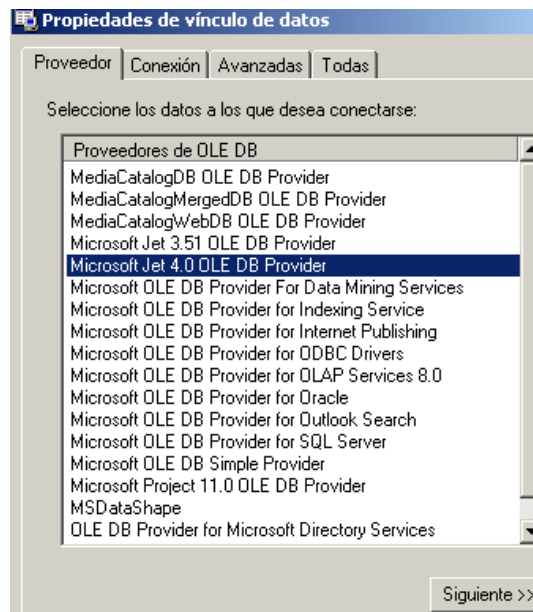 Propiedades de vínculo de datos
Proveedor Conexión Avanzadas Todas
Seleccione los datos a los que desea conectarse:
Proveedores de OLE DB
MediaCatalogDB OLE DB Provider
MediaCatalogMergedDB OLE DB Provider
MediaCatalogWebDB OLE DB Provider
Microsoft Jet 3.51 OLE DB Provider
Microsoft Jet 4.0 OLE DB Provider
Microsoft OLE DB Provider For Data Mining Services
Microsoft OLE DB Provider for Indexing Service
Microsoft OLE DB Provider for Internet Publishing
Microsoft OLE DB Provider for ODBC Drivers
Microsoft OLE DB Provider for OLAP Services 8.0
Microsoft OLE DB Provider for Oracle
Microsoft OLE DB Provider for Outlook Search
Microsoft OLE DB Provider for SQL Server
Microsoft OLE DB Simple Provider
Microsoft Project 11.0 OLE DB Provider
MSDataShape
OLE DB Provider for Microsoft Directory Services
Siguiente >>